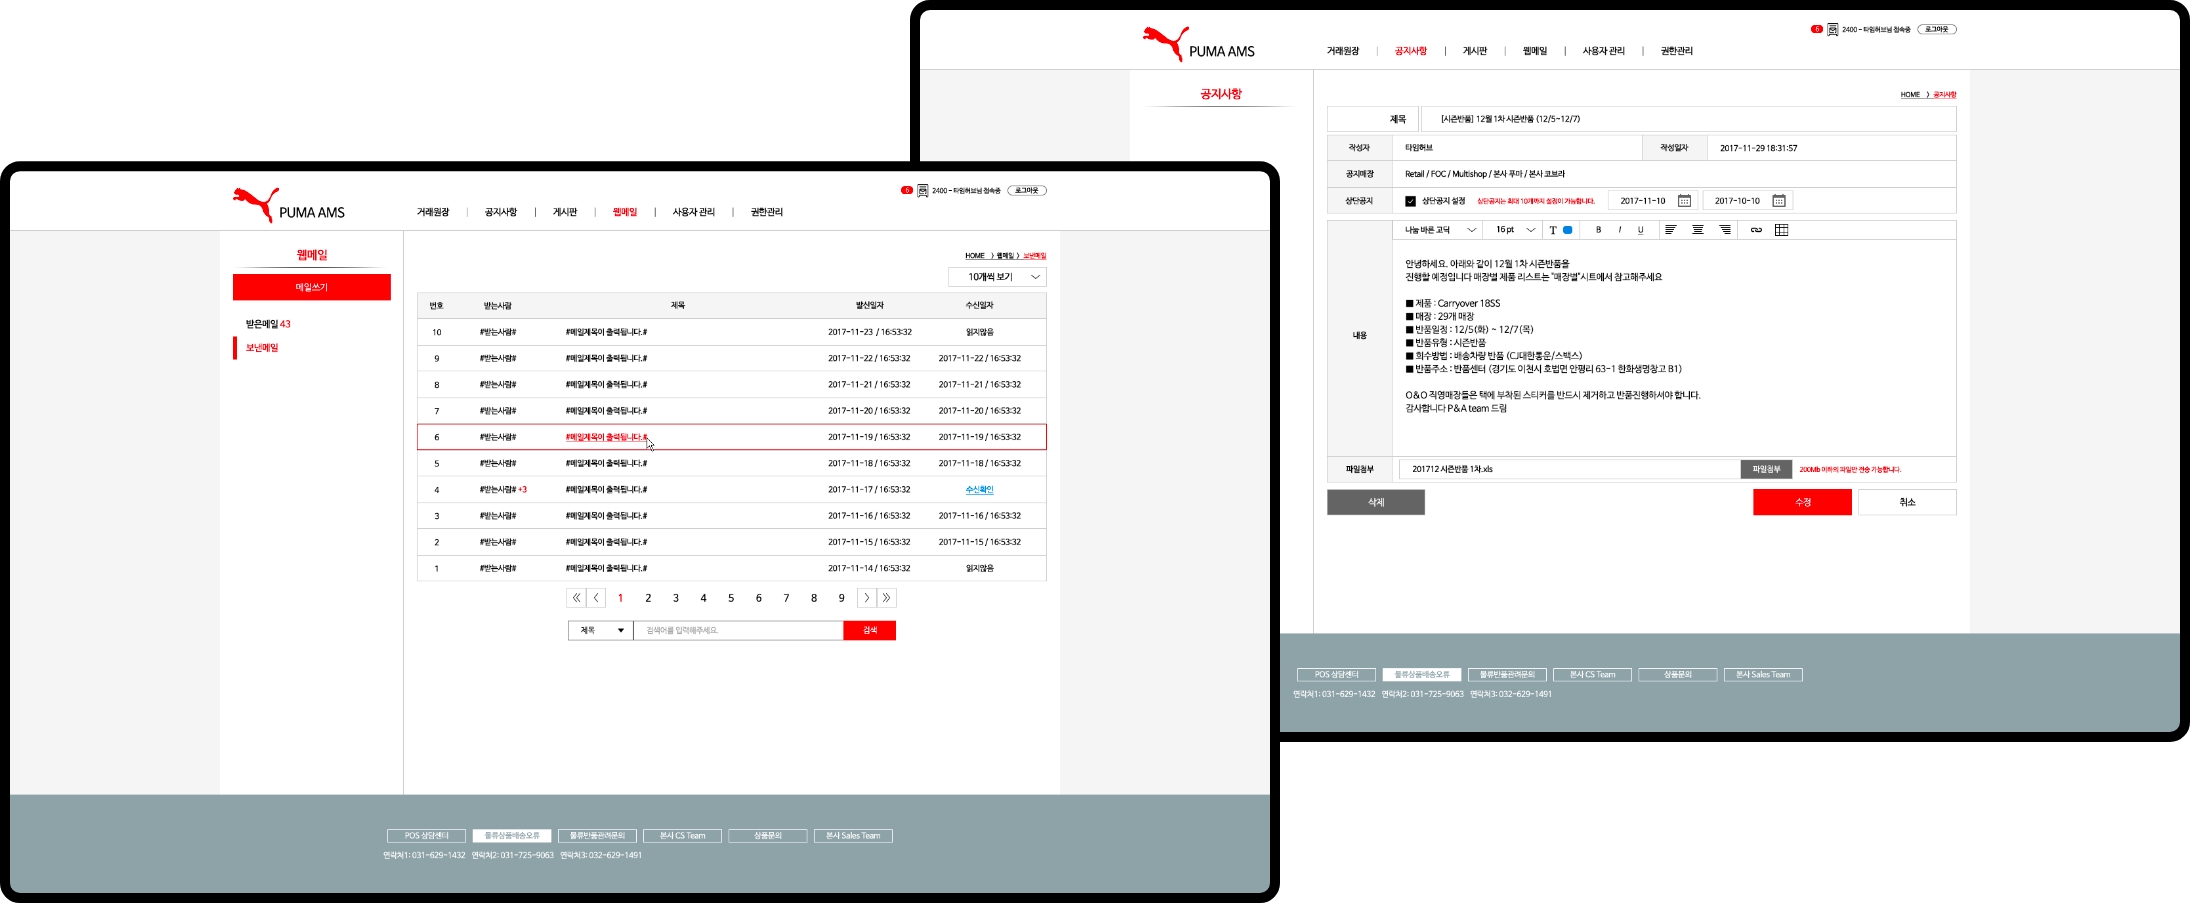 PUMA AMS
6 2400 - 타임허브님 접속중 로그아웃
거래원장 | 공지사항 | 게시판 | 웹메일 | 사용자 관리 | 권한관리
웹메일
메일쓰기
받은메일 43
보낸메일
HOME > 웹메일 > 보낸메일
10개씩 보기
번호 받는사람 제목 발신일자 수신일자
10 #받는사람# #메일제목이 출력됩니다.# 2017-11-23 / 16:53:32 읽지않음
9 #받는사람# #메일제목이 출력됩니다.# 2017-11-22 / 16:53:32 2017-11-22 / 16:53:32
8 #받는사람# #메일제목이 출력됩니다.# 2017-11-21 / 16:53:32 2017-11-21 / 16:53:32
7 #받는사람# #메일제목이 출력됩니다.# 2017-11-20 / 16:53:32 2017-11-20 / 16:53:32
6 #받는사람# #메일제목이 출력됩니다.# 2017-11-19 / 16:53:32 2017-11-19 / 16:53:32
5 #받는사람# #메일제목이 출력됩니다.# 2017-11-18 / 16:53:32 2017-11-18 / 16:53:32
4 #받는사람# +3 #메일제목이 출력됩니다.# 2017-11-17 / 16:53:32 수신확인
3 #받는사람# #메일제목이 출력됩니다.# 2017-11-16 / 16:53:32 2017-11-16 / 16:53:32
2 #받는사람# #메일제목이 출력됩니다.# 2017-11-15 / 16:53:32 2017-11-15 / 16:53:32
1 #받는사람# #메일제목이 출력됩니다.# 2017-11-14 / 16:53:32 읽지않음
1 2 3 4 5 6 7 8 9
제목 검색어를 입력해주세요. 검색
POS 상담센터 물류상품배송오류 물류반품관려문의 본사 CS Team 상품문의 본사 Sales Team
연락처1: 031-629-1432 연락처2: 031-725-9063 연락처3: 032-629-1491
PUMA AMS
6 2400 - 타임허브님 접속중 로그아웃
거래원장 | 공지사항 | 게시판 | 웹메일 | 사용자 관리 | 권한관리
공지사항
HOME > 공지사항
제목 [시즌반품] 12월 1차 시즌반품 (12/5~12/7)
작성자 타임허브 작성일자 2017-11-29 18:31:57
공지매장 Retail / FOC / Multishop / 본사 푸마 / 본사 코브라
상단공지 상단공지 설정 상단공지는 최대 10개까지 설정이 가능합니다. 2017-11-10 2017-10-10
나눔 바른 고딕 16 pt T B I U
내용
안녕하세요. 아래와 같이 12월 1차 시즌반품을
진행할 예정입니다 매장별 제품 리스트는 "매장별"시트에서 참고해주세요
■ 제품 : Carryover 18SS
■ 매장 : 29개 매장
■ 반품일정 : 12/5(화) ~ 12/7(목)
■ 반품유형 : 시즌반품
■ 회수방법 : 배송차량 반품 (CJ대한통운/스벅스)
■ 반품주소 : 반품센터 (경기도 이천시 호법면 안평리 63-1 한화생명창고 B1)
O&O 직영매장들은 택에 부착된 스티커를 반드시 제거하고 반품진행하셔야 합니다.
감사합니다 P&A team 드림
파일첨부 201712 시즌반품 1차.xls 파일첨부 200Mb 이하의 파일만 전송 가능합니다.
삭제 수정 취소
POS 상담센터 물류상품배송오류 물류반품관려문의 본사 CS Team 상품문의 본사 Sales Team
연락처1: 031-629-1432 연락처2: 031-725-9063 연락처3: 032-629-1491